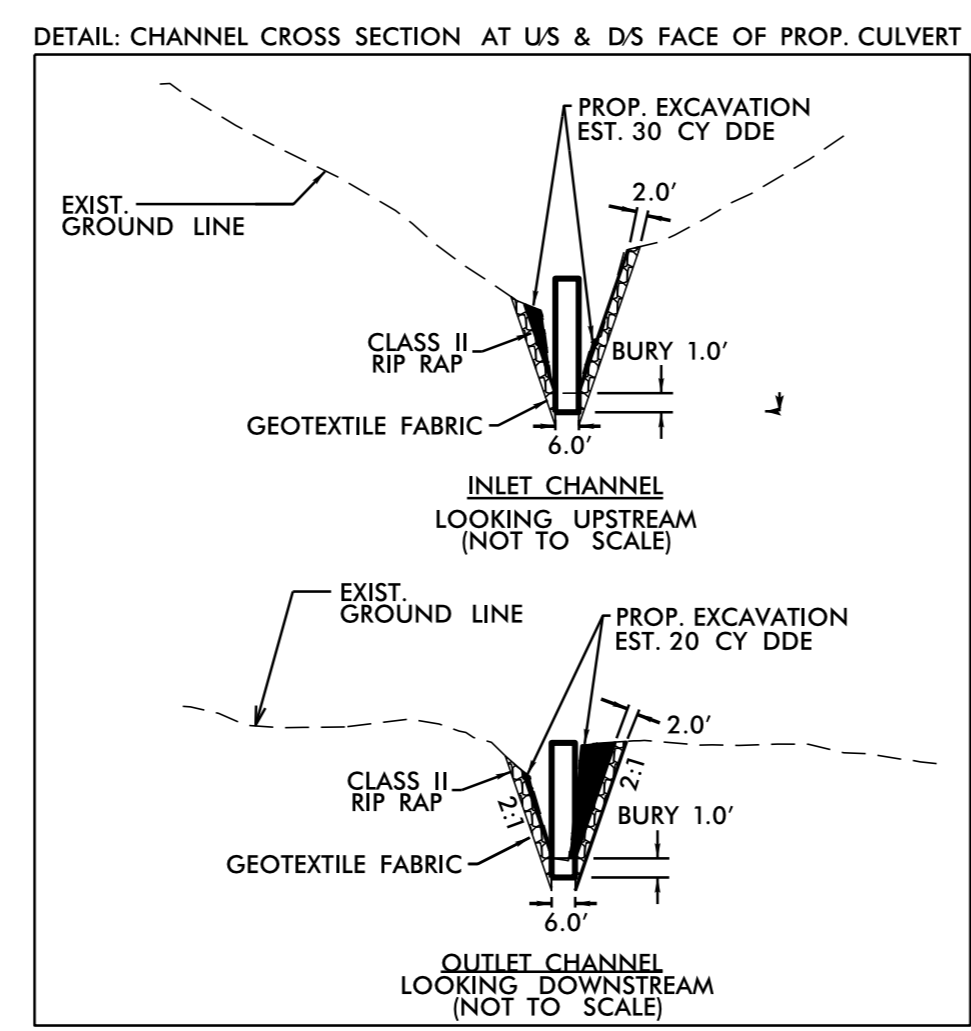 DETAIL: CHANNEL CROSS SECTION AT U/S & D/S FACE OF PROP. CULVERT
PROP. EXCAVATION
EST. 30 CY DDE
2.0'
EXIST.
GROUND LINE
CLASS II
RIP RAP
BURY 1.0'
GEOTEXTILE FABRIC
6.0'
INLET CHANNEL
LOOKING UPSTREAM
(NOT TO SCALE)
EXIST.
GROUND LINE
PROP. EXCAVATION
EST. 20 CY DDE
2.0'
CLASS II
RIP RAP
2:1
2:1
BURY 1.0'
GEOTEXTILE FABRIC
6.0'
OUTLET CHANNEL
LOOKING DOWNSTREAM
(NOT TO SCALE)